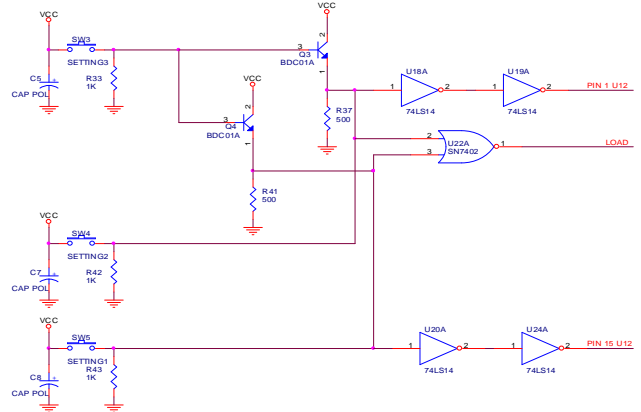 VCC
VCC
SW3
3
2
Q3
BDC01A
1
SETTING3
C5
CAP POL
R33
1K
VCC
2
3
Q4
BDC01A
1
R37
500
U18A
1
2
74LS14
U19A
1
2
74LS14
PIN 1 U12
2
3
U22A
SN7402
1
LOAD
R41
500
VCC
SW4
SETTING2
C7
CAP POL
R42
1K
VCC
SW5
SETTING1
C8
CAP POL
R43
1K
U20A
1
2
74LS14
U24A
1
2
74LS14
PIN 15 U12